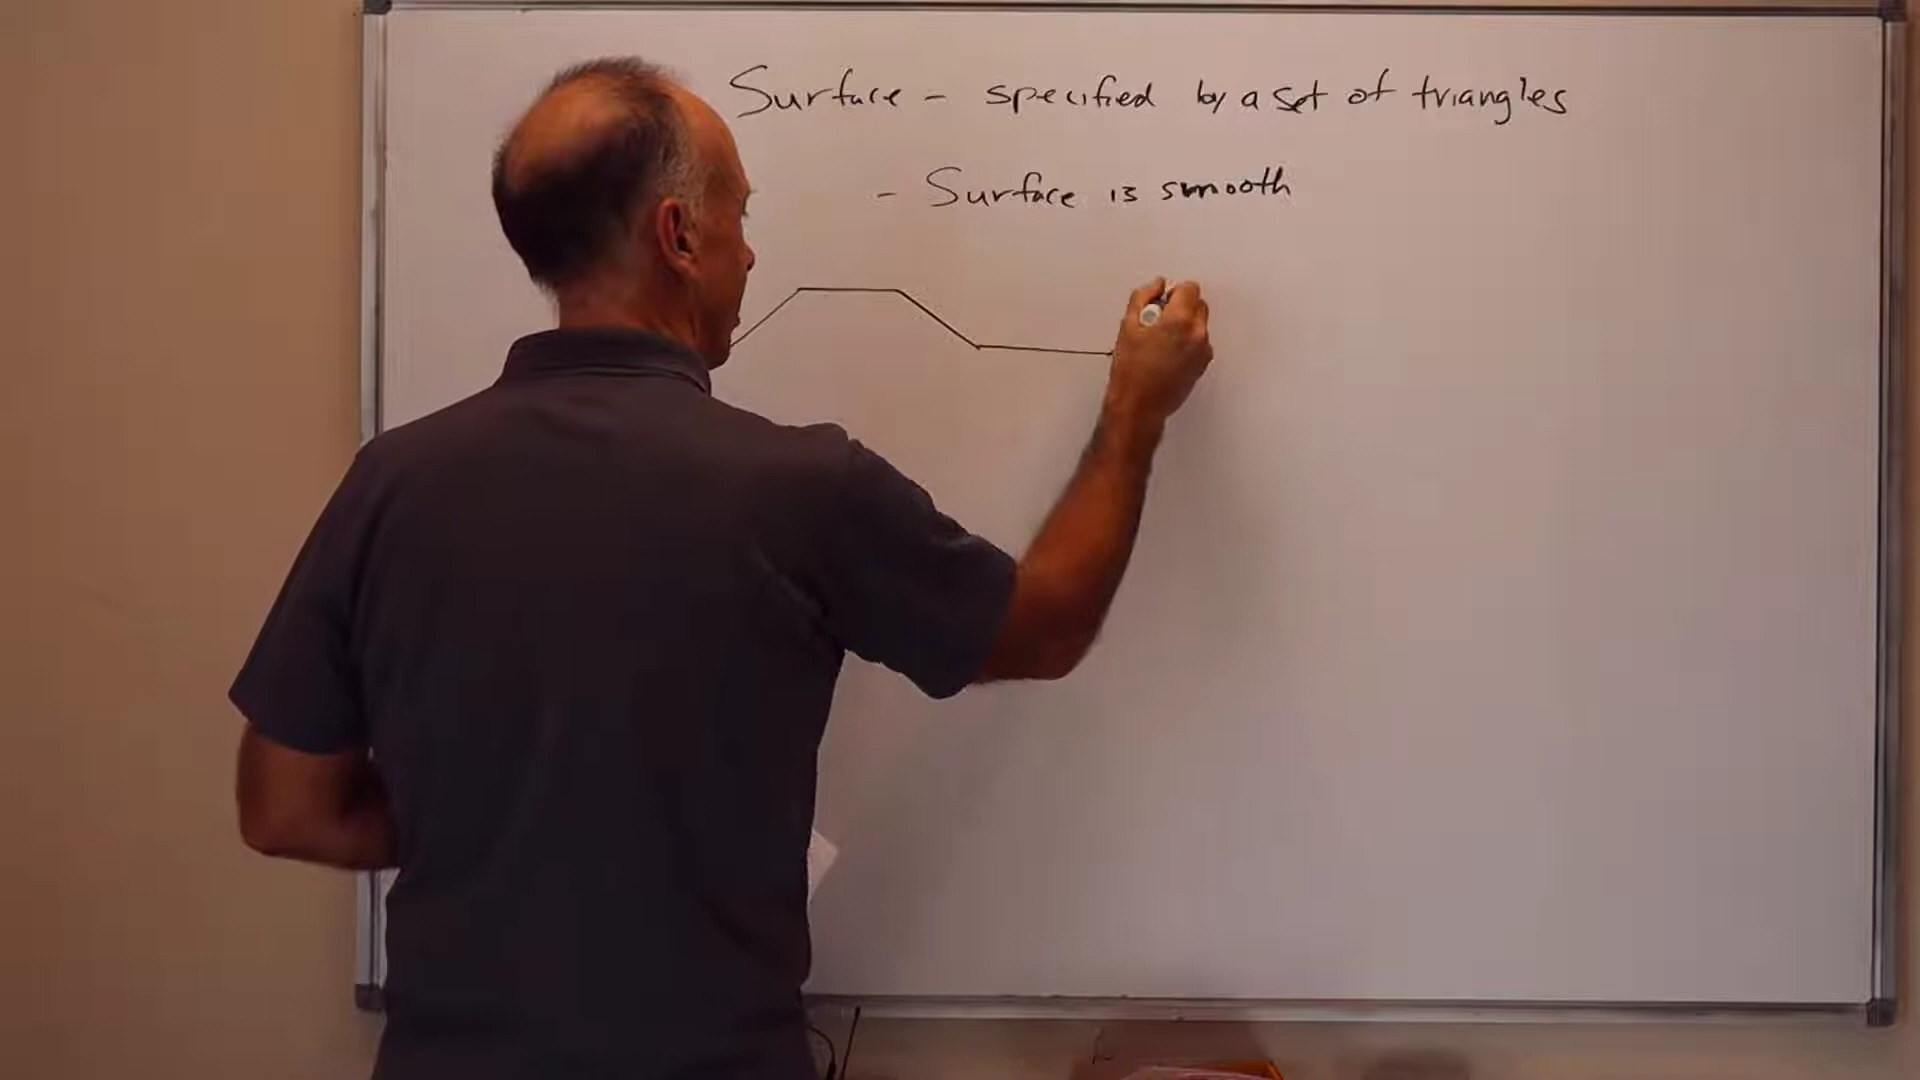 Surface - specified by a set of triangles
- Surface is smooth